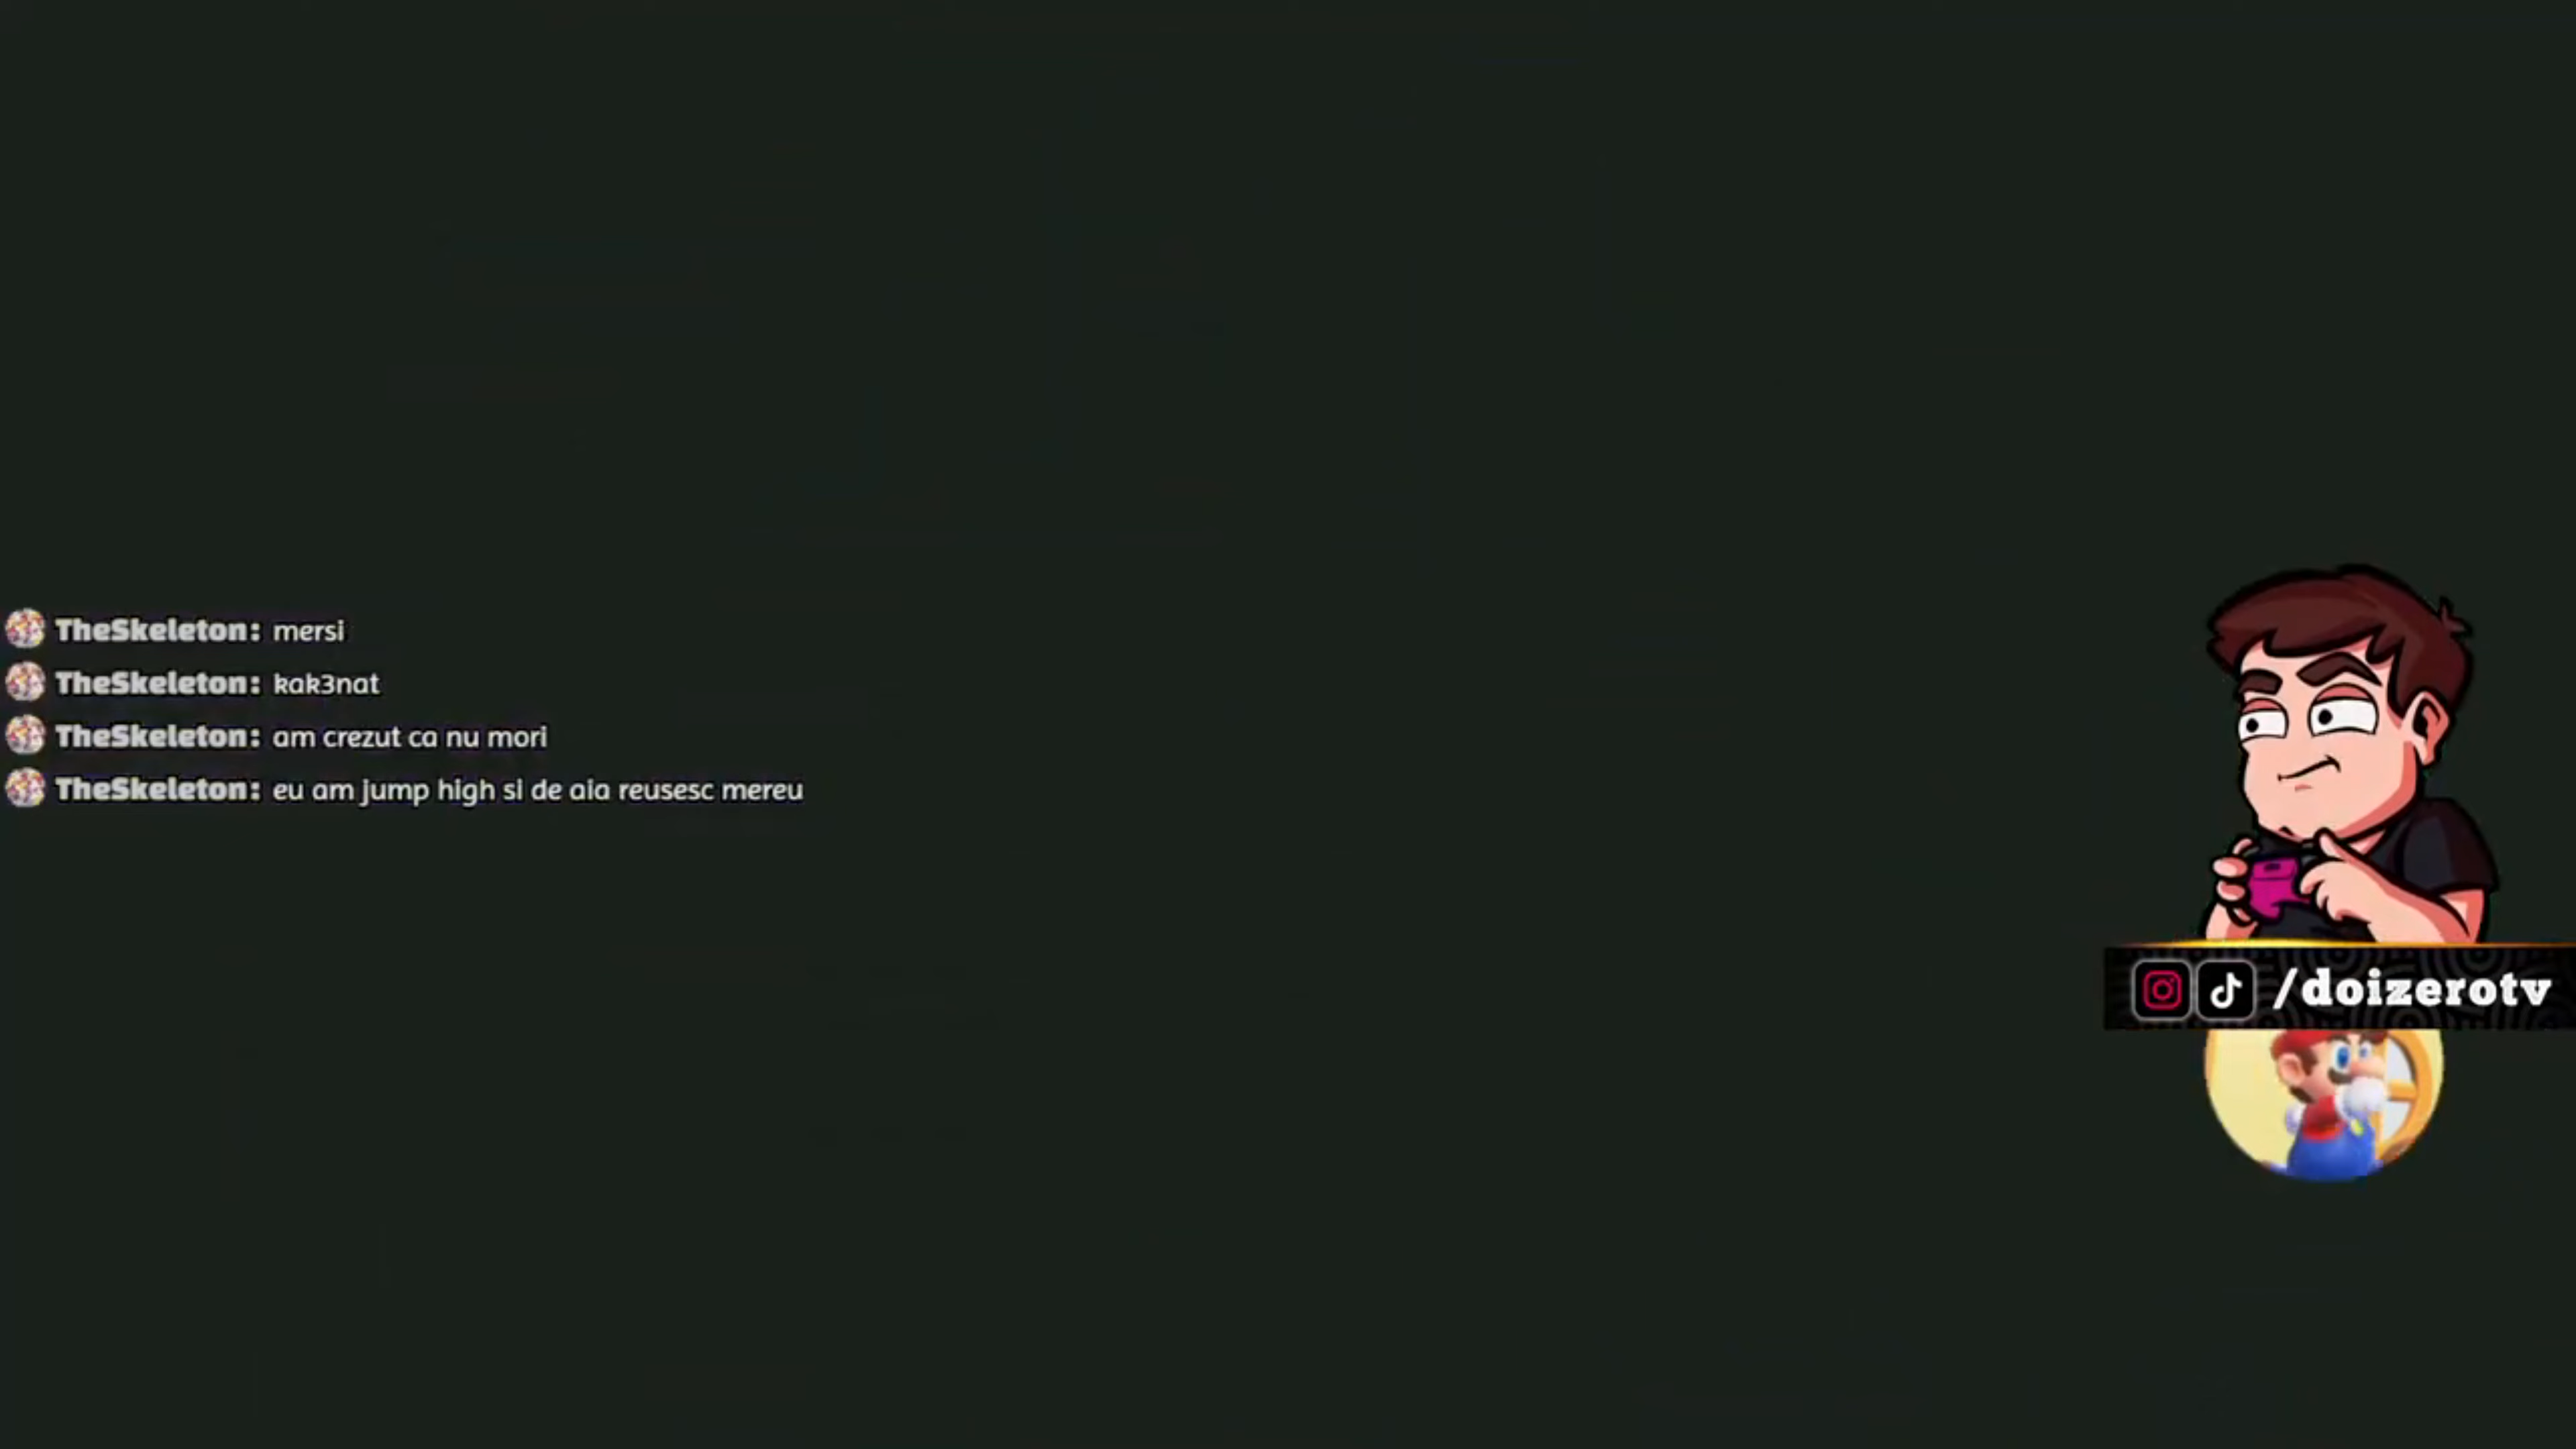 TheSkeleton: mersi
TheSkeleton: kak3nat
TheSkeleton: am crezut ca nu mori
TheSkeleton: eu am jump high si de aia reusesc mereu
/doizerotv